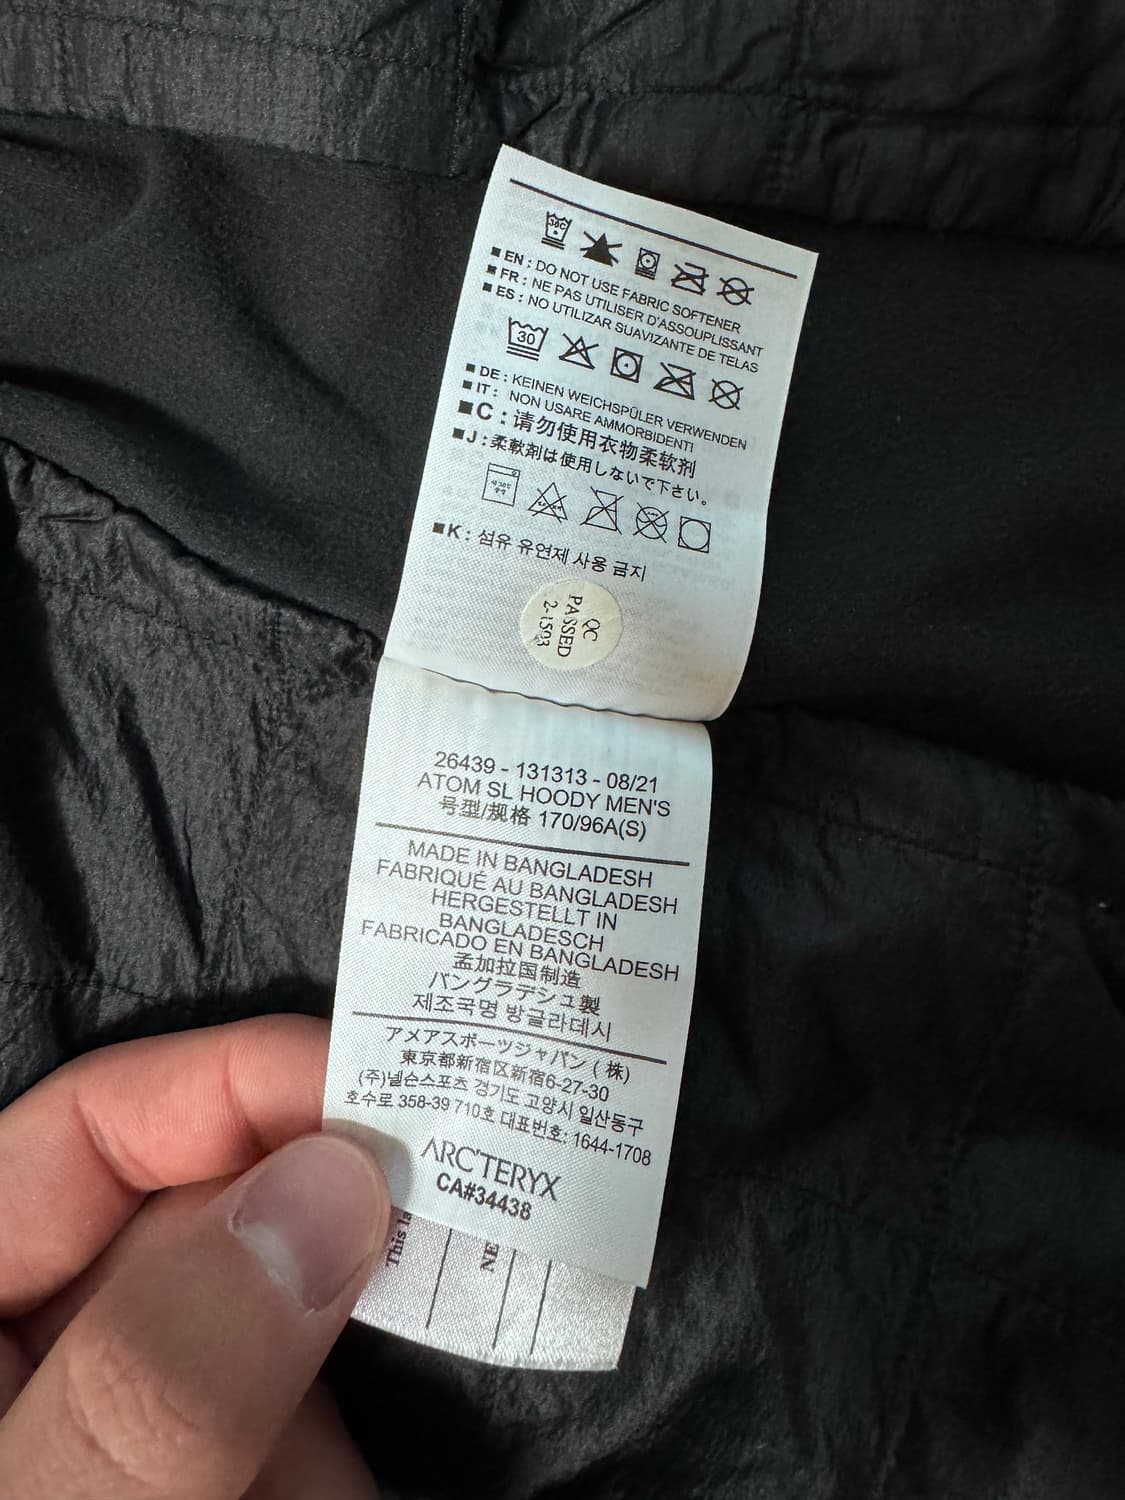 30°C
EN : DO NOT USE FABRIC SOFTENER
FR : NE PAS UTILISER D'ASSOUPLISSANT
ES : NO UTILIZAR SUAVIZANTE DE TELAS
30
DE : KEINEN WEICHSPÜLER VERWENDEN
IT : NON USARE AMMORBIDENTI
C : 请勿使用衣物柔软剂
J : 柔軟剤は使用しないで下さい。
K : 섬유 유연제 사용 금지
QC
PASSED
26439 - 131313 - 08/21
ATOM SL HOODY MEN'S
号型/规格 170/96A(S)
MADE IN BANGLADESH
FABRIQUÉ AU BANGLADESH
HERGESTELLT IN
BANGLADESCH
FABRICADO EN BANGLADESH
孟加拉国制造
バングラデシュ製
제조국명 방글라데시
アメアスポーツジャパン ( 株)
東京都新宿区新宿6-27-30
(주)넬슨스포츠 경기도 고양시 일산동구
호수로 358-39 710호 대표번호: 1644-1708
ARC'TERYX
CA#34438
This la
NE